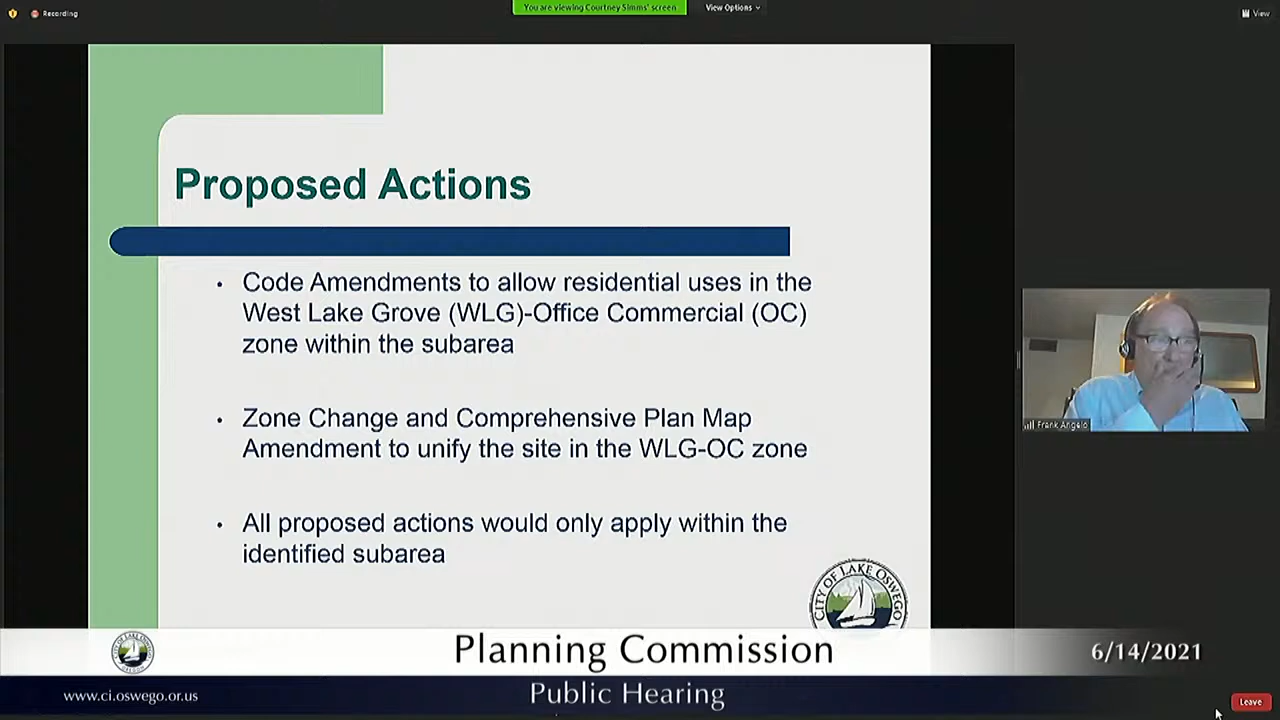 Recording
You are viewing Courtney Simms' screen
View Options
View
Proposed Actions
• Code Amendments to allow residential uses in the
West Lake Grove (WLG)-Office Commercial (OC)
zone within the subarea
• Zone Change and Comprehensive Plan Map
Amendment to unify the site in the WLG-OC zone
• All proposed actions would only apply within the
identified subarea
Frank Angelo
CITY OF LAKE OSWEGO
Planning Commission
6/14/2021
www.ci.oswego.or.us
Public Hearing
Leave